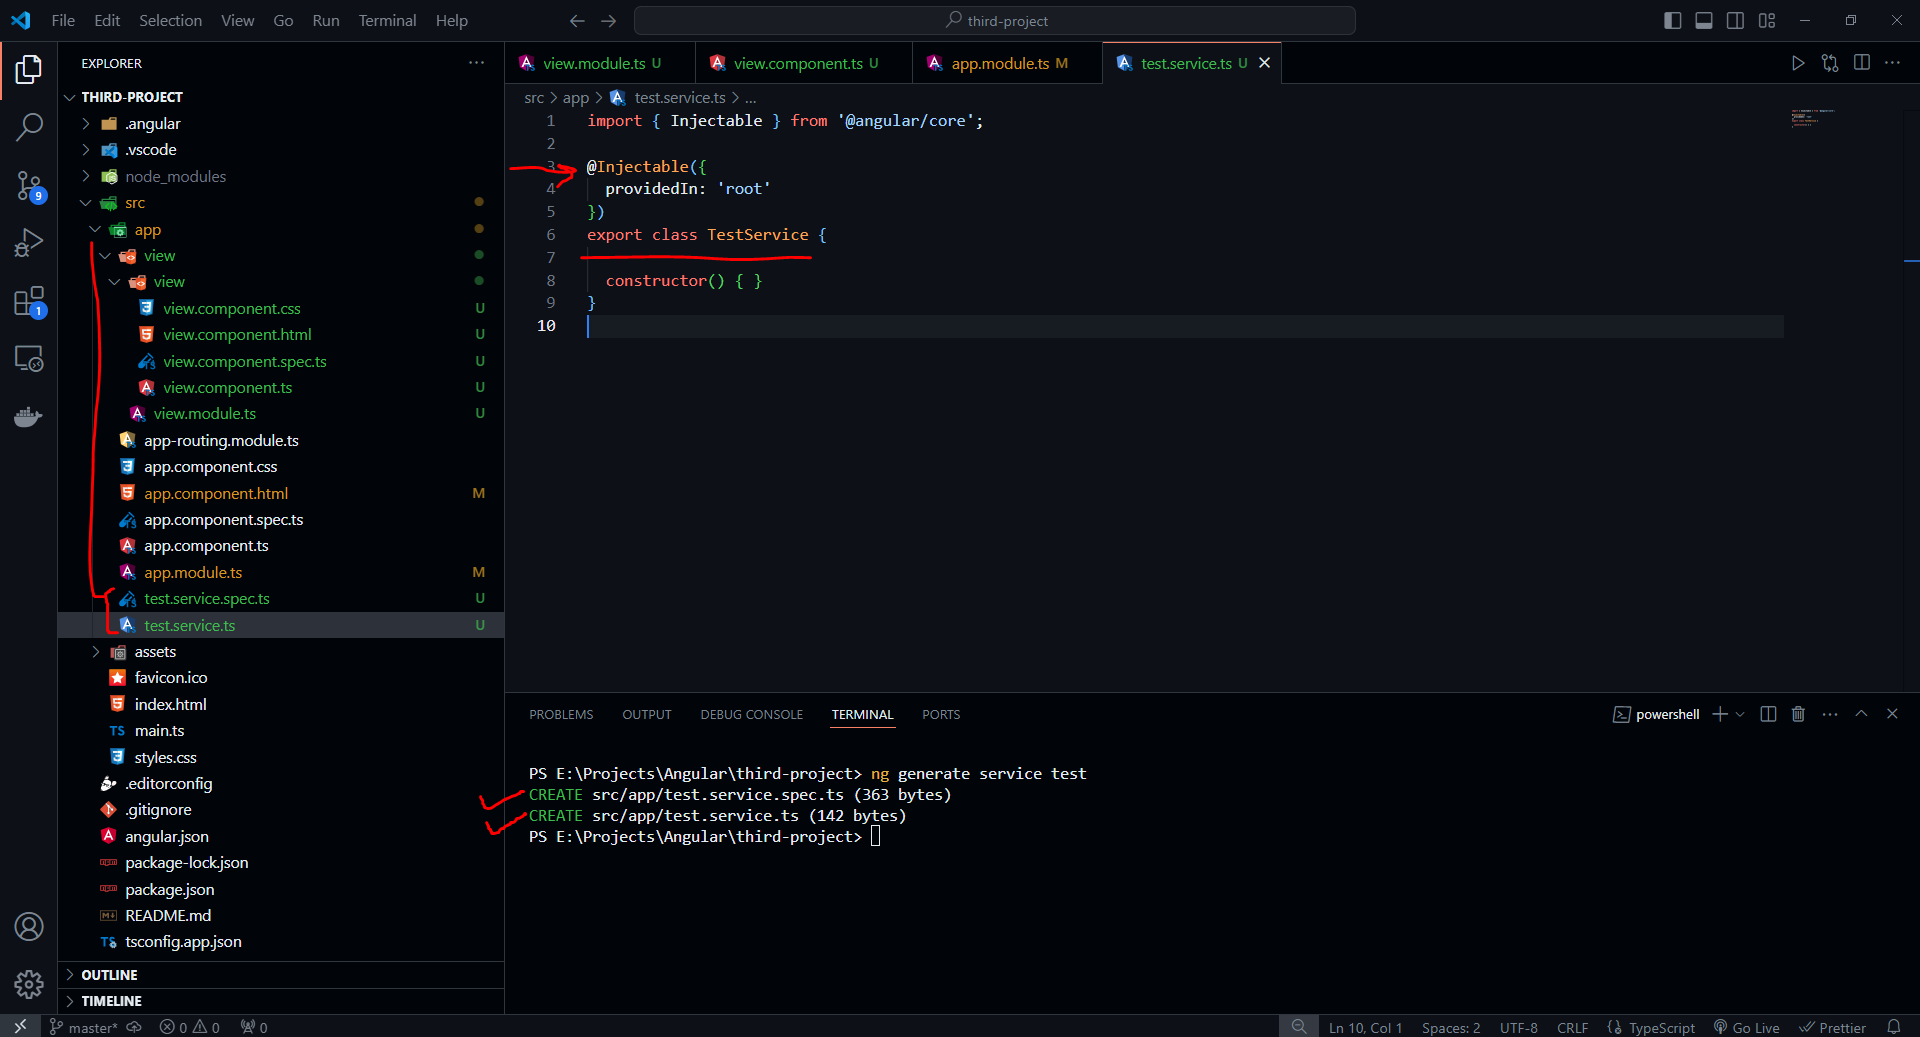 File Edit Selection View Go Run Terminal Help
third-project
EXPLORER
THIRD-PROJECT
.angular
.vscode
node_modules
src
app
view
view
view.component.css U
view.component.html U
view.component.spec.ts U
view.component.ts U
view.module.ts U
app-routing.module.ts
app.component.css
app.component.html M
app.component.spec.ts
app.component.ts
app.module.ts M
test.service.spec.ts U
test.service.ts U
assets
favicon.ico
index.html
TS main.ts
styles.css
.editorconfig
.gitignore
angular.json
package-lock.json
package.json
README.md
TS tsconfig.app.json
OUTLINE
TIMELINE
9
1
view.module.ts U view.component.ts U app.module.ts M test.service.ts U
src > app > test.service.ts > ...
1 import { Injectable } from '@angular/core';
2
3 @Injectable({
4 providedIn: 'root'
5 })
6 export class TestService {
7
8 constructor() { }
9 }
10
PROBLEMS OUTPUT DEBUG CONSOLE TERMINAL PORTS
powershell
PS E:\Projects\Angular\third-project> ng generate service test
CREATE src/app/test.service.spec.ts (363 bytes)
CREATE src/app/test.service.ts (142 bytes)
PS E:\Projects\Angular\third-project>
master* 0 0 0 Ln 10, Col 1 Spaces: 2 UTF-8 CRLF {} TypeScript Go Live Prettier